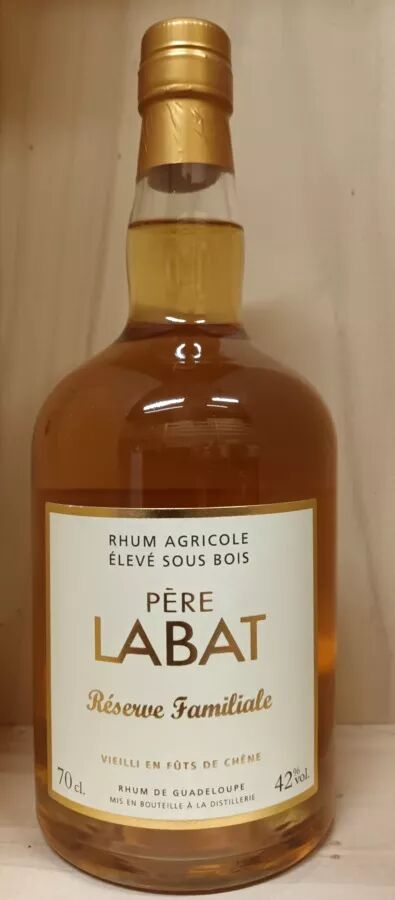 RHUM AGRICOLE
ÉLEVÉ SOUS BOIS
PÈRE
LABAT
Réserve Familiale
VIEILLI EN FÛTS DE CHÊNE
70 cl.
RHUM DE GUADELOUPE
MIS EN BOUTEILLE À LA DISTILLERIE
42% vol.